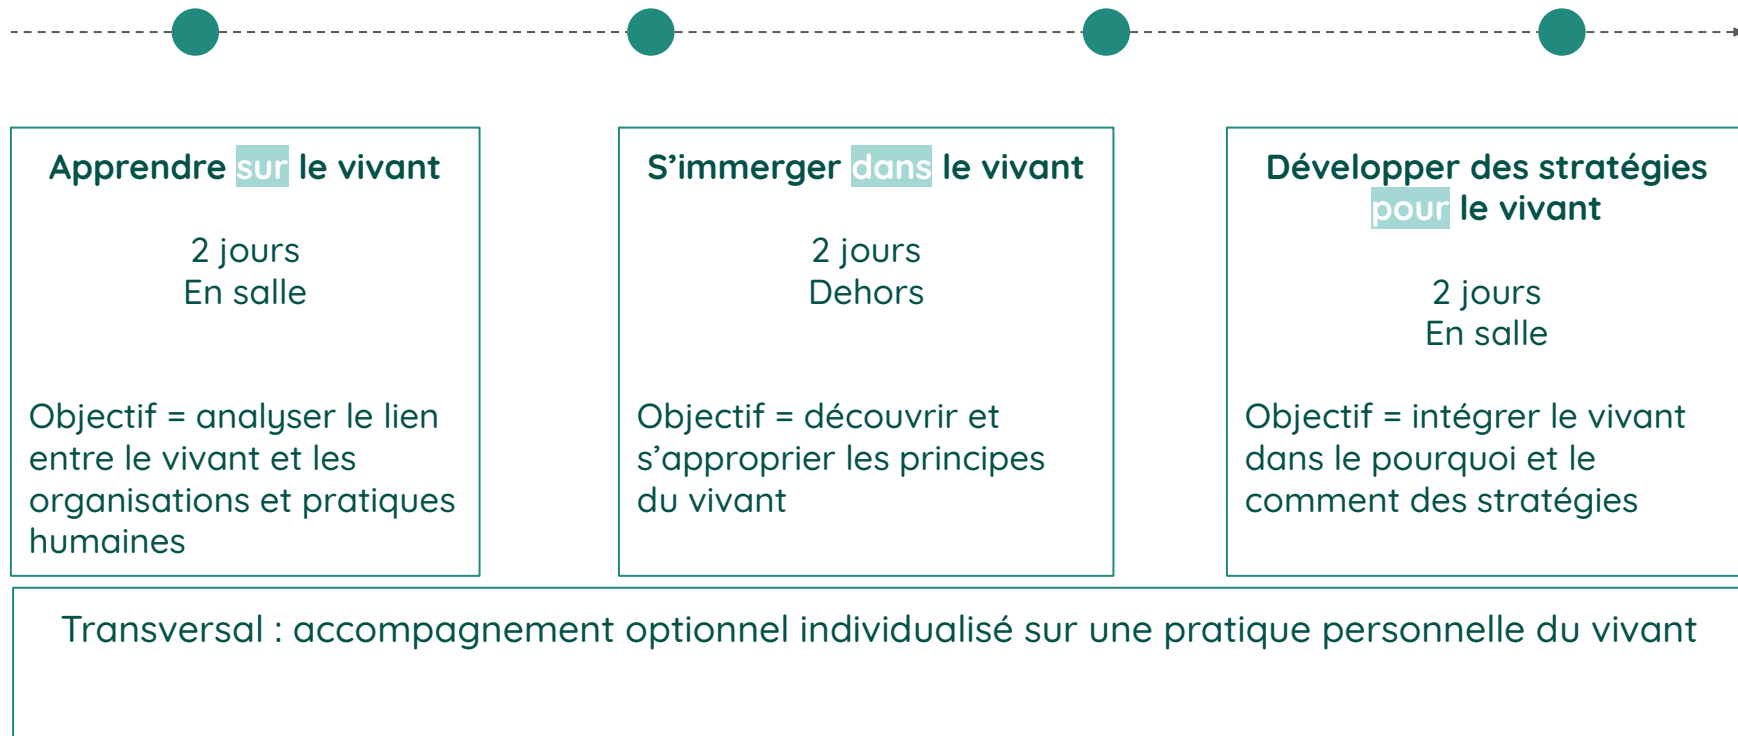 Apprendre sur le vivant
2 jours
En salle
Objectif = analyser le lien
entre le vivant et les
organisations et pratiques
humaines
S’immerger dans le vivant
2 jours
Dehors
Objectif = découvrir et
s’approprier les principes
du vivant
Développer des stratégies
pour le vivant
2 jours
En salle
Objectif = intégrer le vivant
dans le pourquoi et le
comment des stratégies
Transversal : accompagnement optionnel individualisé sur une pratique personnelle du vivant